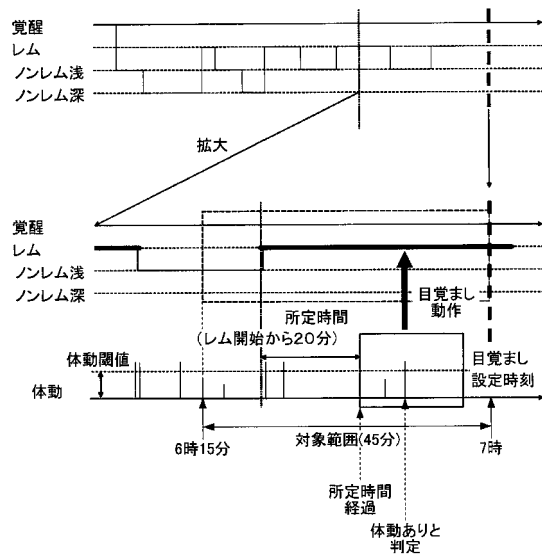 覚醒
レム
ノンレム浅
ノンレム深
拡大
覚醒
レム
ノンレム浅
ノンレム深
目覚まし
動作
所定時間
(レム開始から20分)
体動閾値
体動
目覚まし
設定時刻
6時15分
対象範囲(45分)
7時
所定時間
経過
体動ありと
判定